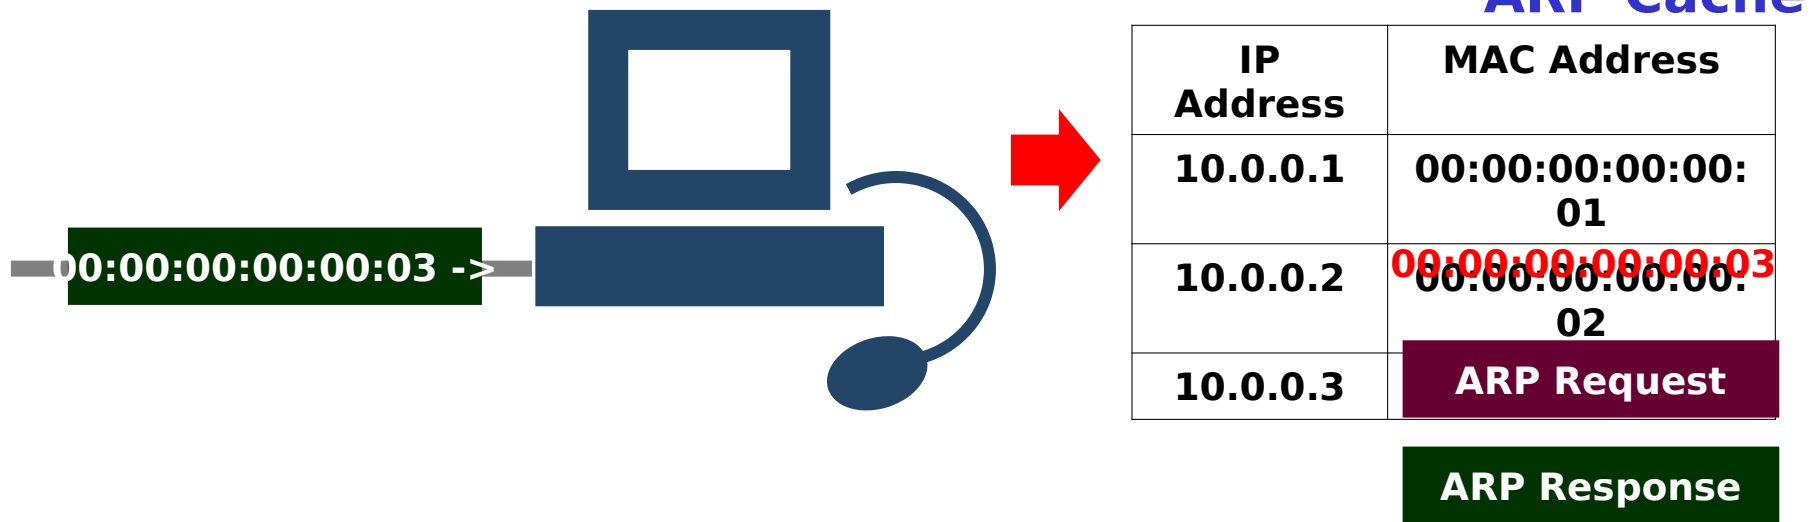 ARP Cache
IP
Address
MAC Address
10.0.0.1
00:00:00:00:00:
01
10.0.0.2
00:00:00:00:00:03
00:00:00:00:00:
02
10.0.0.3
00:00:00:00:00:03 ->
ARP Request
ARP Response